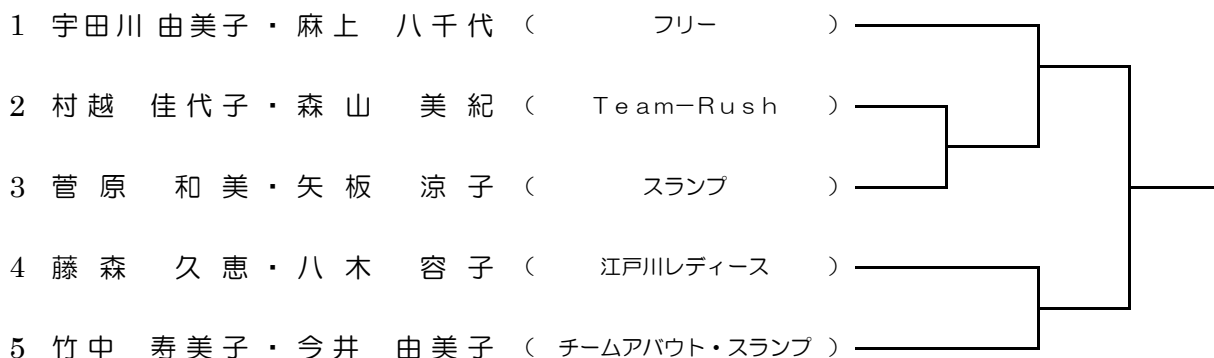 1 宇田川 由美子・麻上 八千代 （ フリー ）
2 村越 佳代子・森山 美紀 （ Ｔｅａｍ－Ｒｕｓｈ ）
3 菅原 和美・矢板 涼子 （ スランプ ）
4 藤森 久恵・八木 容子 （ 江戸川レディース ）
5 竹中 寿美子・今井 由美子 （ チームアバウト・スランプ ）